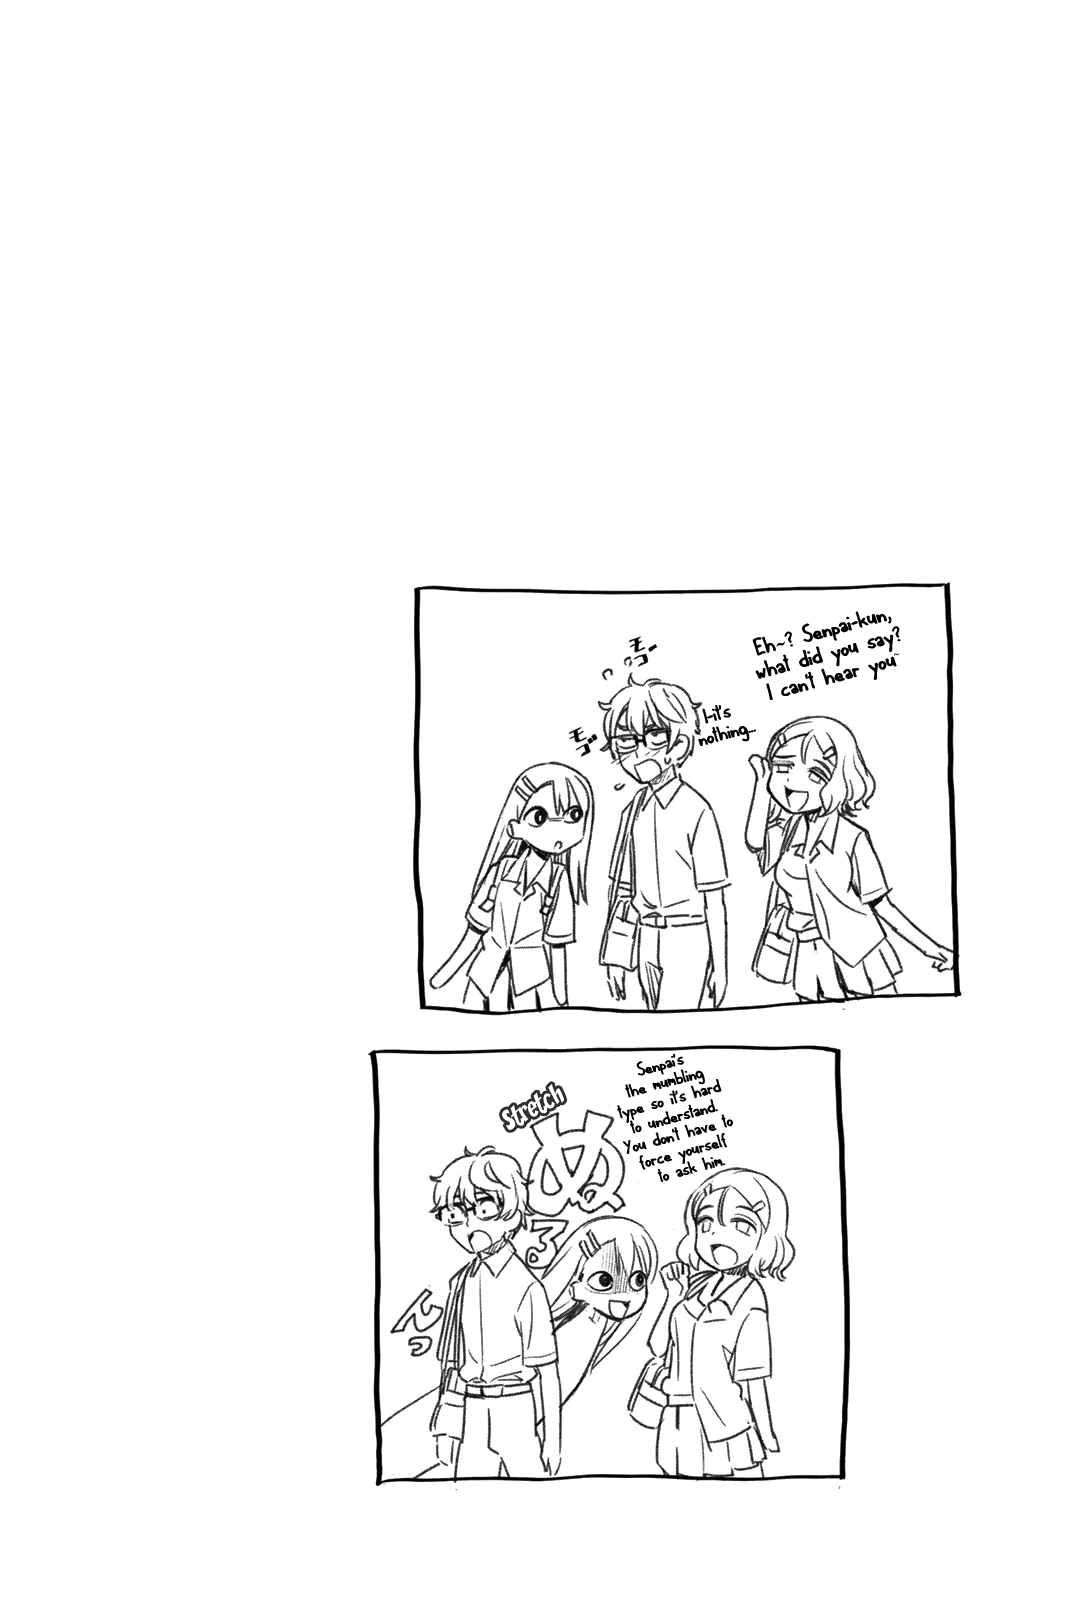 Eh~? Senpai-kun,
what did you say?
I can't hear you~
I-it's
nothing...
モゴ
モゴ
Senpai's
the mumbling
type so it's hard
to understand.
You don't have to
force yourself
to ask him.
Stretch
ぬ
る
んっ